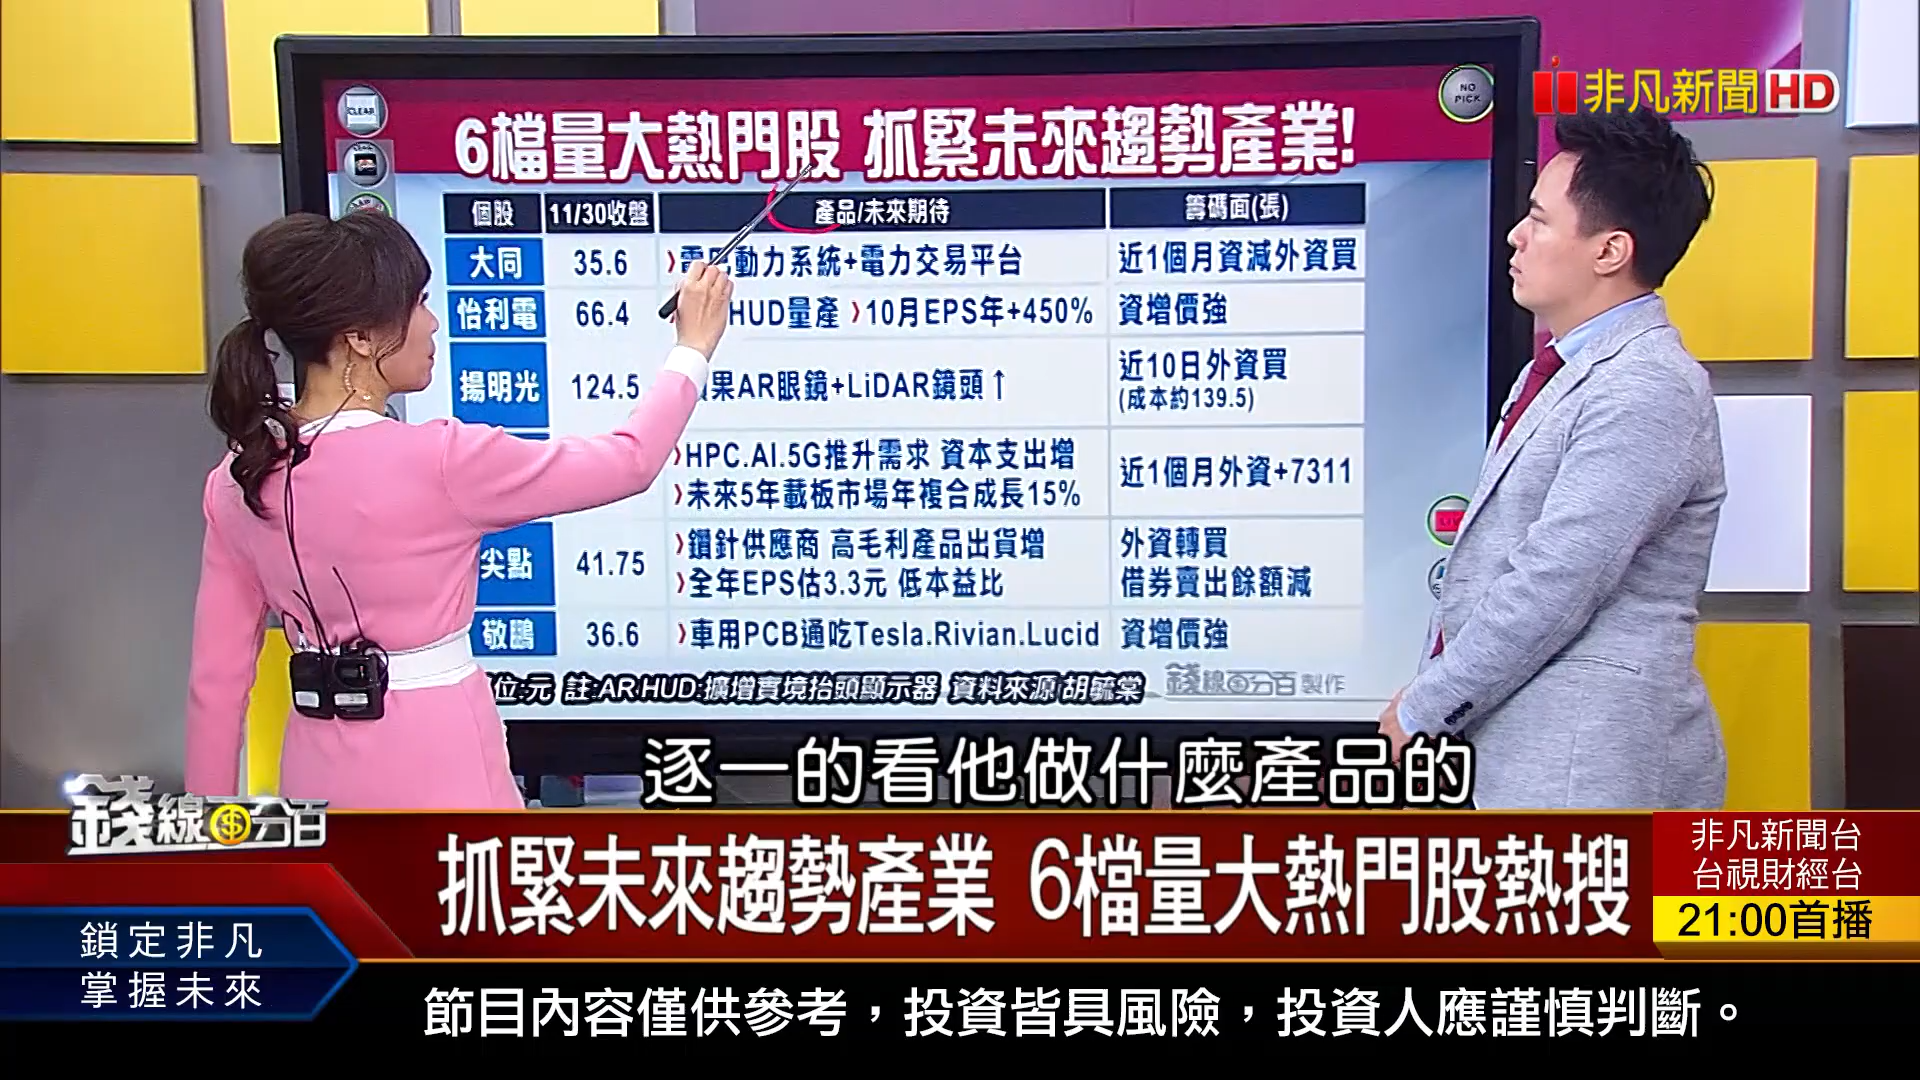 非凡新聞HD
CLEAR
NO PICK
6檔量大熱門股 抓緊未來趨勢產業!
個股 11/30收盤 產品/未來期待 籌碼面(張)
大同 35.6 動力系統+電力交易平台 近1個月資減外資買
怡利電 66.4 HUD量產 10月EPS年+450% 資增價強
揚明光 124.5 果AR眼鏡+LiDAR鏡頭↑ 近10日外資買
(成本約139.5)
HPC.AI.5G推升需求 資本支出增
未來5年載板市場年複合成長15%
近1個月外資+7311
尖點 41.75 鑽針供應商 高毛利產品出貨增 外資轉買
全年EPS估3.3元 低本益比 借券賣出餘額減
敬鵬 36.6 車用PCB通吃Tesla.Rivian.Lucid 資增價強
位:元 註:AR HUD:擴增實境抬頭顯示器 資料來源:胡毓棠 錢線百分百 製作
逐一的看他做什麼產品的
錢線百分百
抓緊未來趨勢產業 6檔量大熱門股熱搜
非凡新聞台
台視財經台
21:00首播
鎖定非凡
掌握未來
節目內容僅供參考，投資皆具風險，投資人應謹慎判斷。